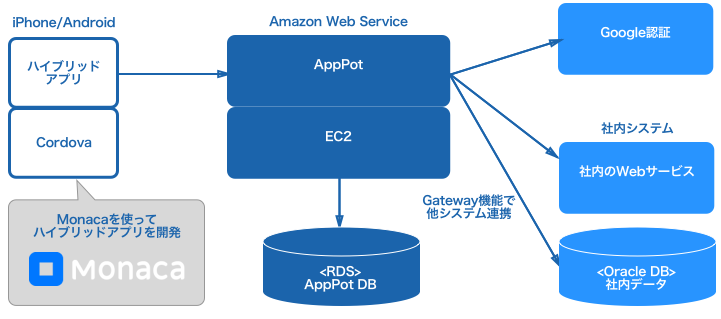 iPhone/Android
ハイブリッド
アプリ
Cordova
Monacaを使って
ハイブリッドアプリを開発
Monaca
Amazon Web Service
AppPot
EC2
<RDS>
AppPot DB
Gateway機能で
他システム連携
Google認証
社内システム
社内のWebサービス
<Oracle DB>
社内データ